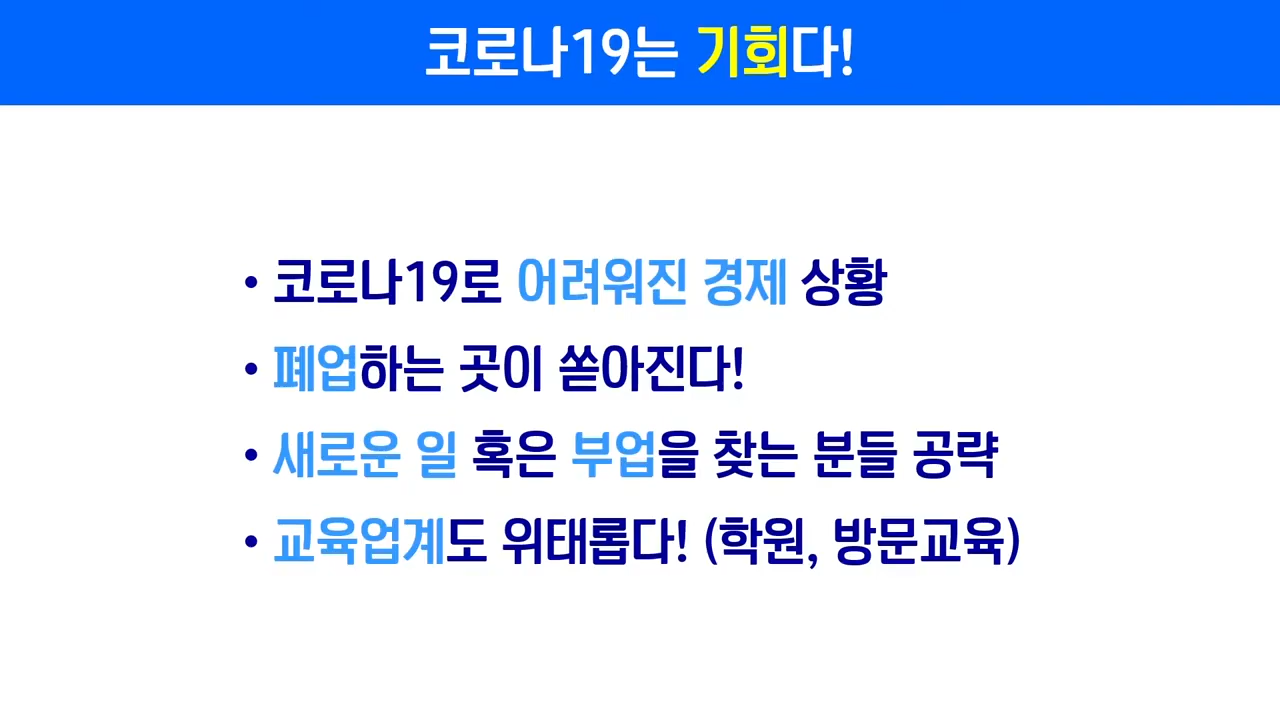 코로나19는 기회다!
• 코로나19로 어려워진 경제 상황
• 폐업하는 곳이 쏟아진다!
• 새로운 일 혹은 부업을 찾는 분들 공략
• 교육업계도 위태롭다! (학원, 방문교육)